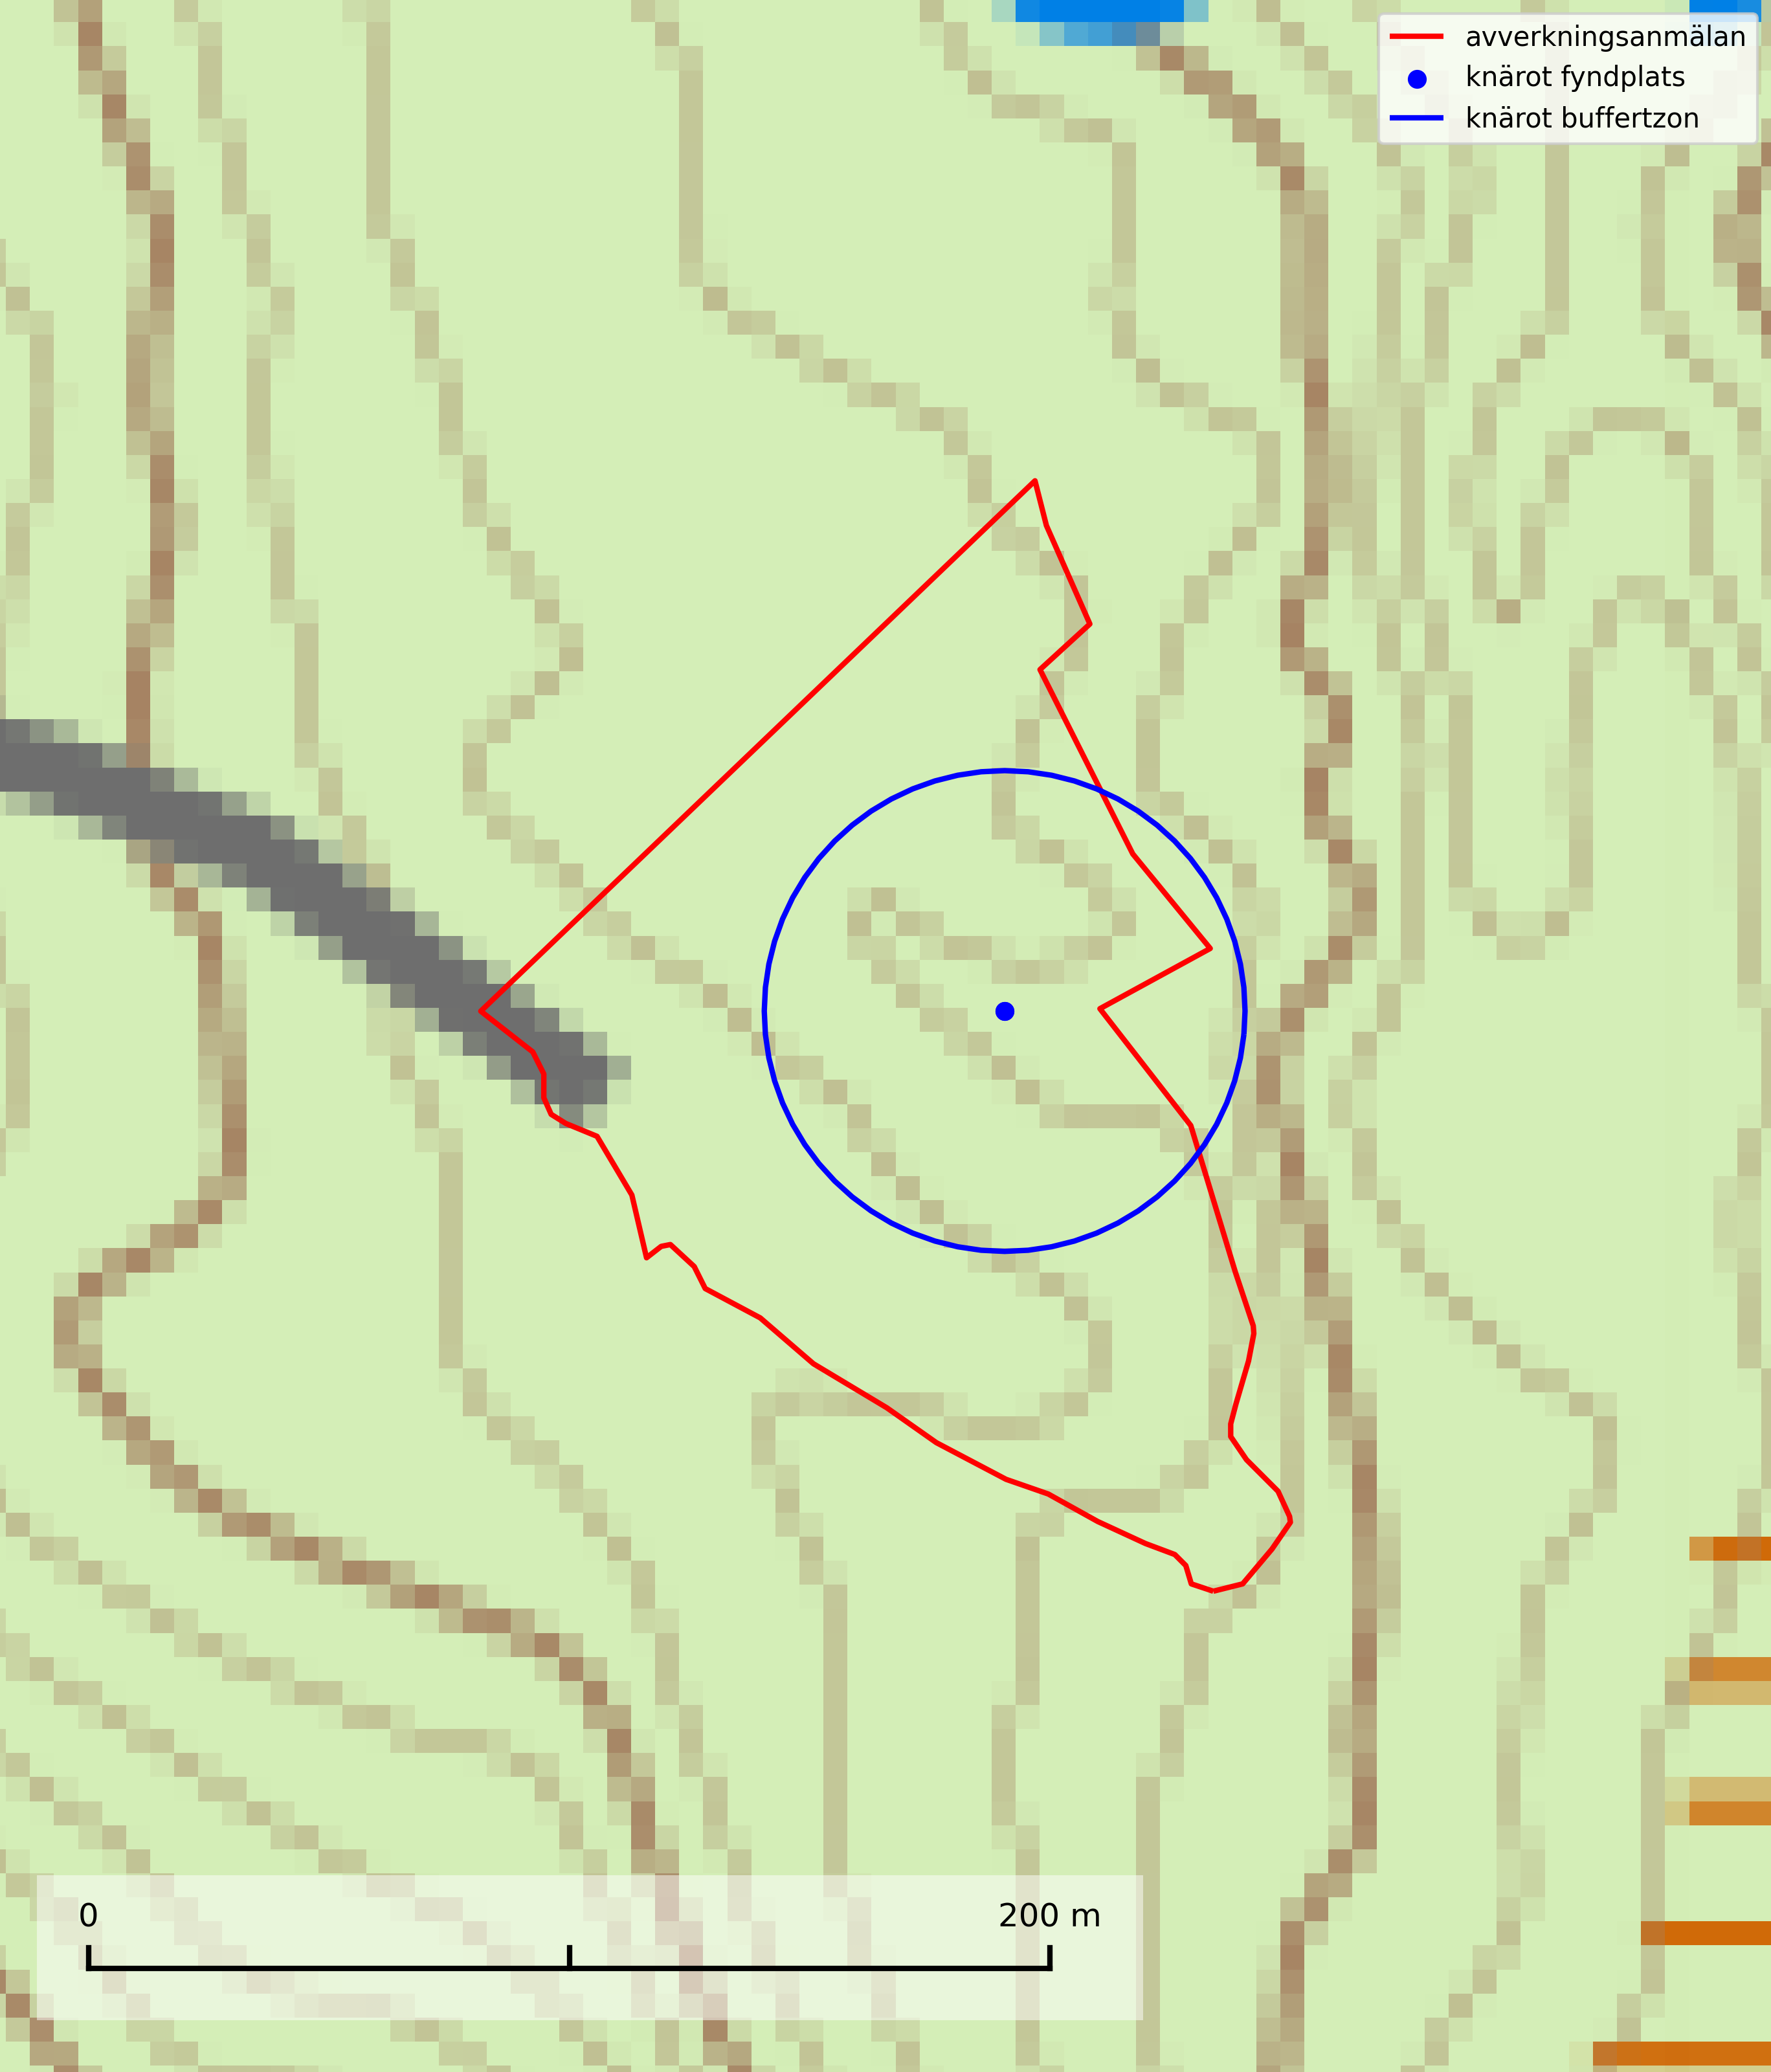 avverkningsanmälan
knärot fyndplats
knärot buffertzon
0
200 m